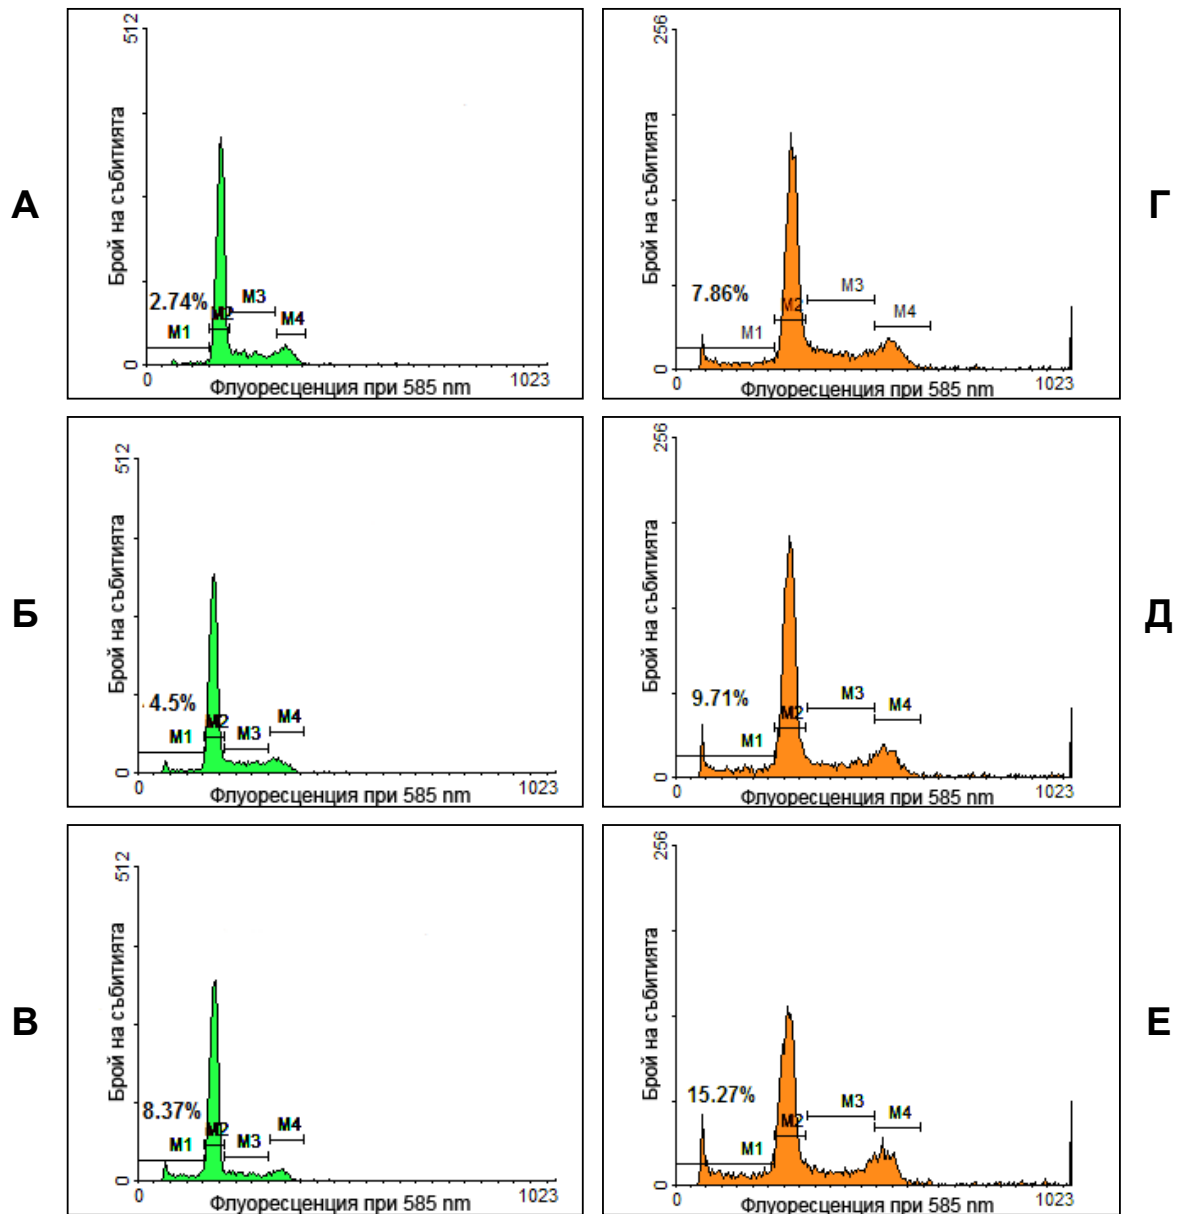 А
512
Брой на събитията
2.74%
M3
M2
M4
M1
0
0
Флуоресценция при 585 nm
1023
Г
256
Брой на събитията
7.86%
M3
M2
M4
M1
0
0
Флуоресценция при 585 nm
1023
Б
512
Брой на събитията
4.5%
M2
M4
M1
M3
0
0
Флуоресценция при 585 nm
1023
Д
256
Брой на събитията
9.71%
M3
M2
M4
M1
0
0
Флуоресценция при 585 nm
1023
В
512
Брой на събитията
8.37%
M2
M4
M1
M3
0
0
Флуоресценция при 585 nm
1023
Е
256
Брой на събитията
15.27%
M3
M2
M4
M1
0
0
Флуоресценция при 585 nm
1023